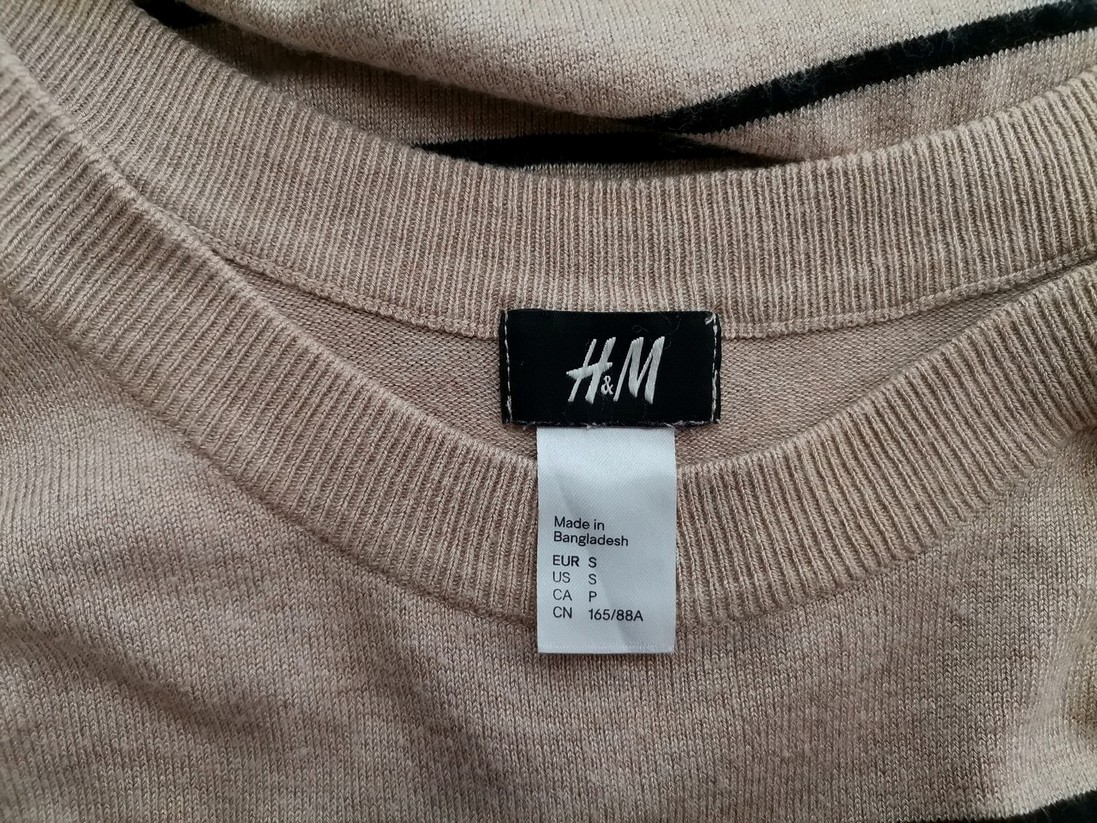 H&M
Made in
Bangladesh
EUR S
US S
CA P
CN 165/88A